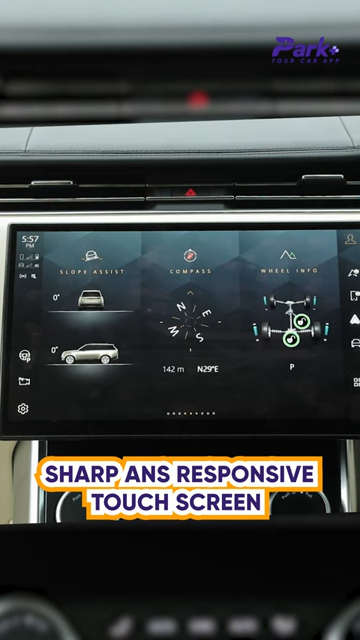 Park+
YOUR CAR APP
5:57
PM
SLOPE ASSIST
COMPASS
WHEEL INFO
0°
0°
N
E
S
W
142 m
N29°E
P
SHARP ANS RESPONSIVE
TOUCH SCREEN